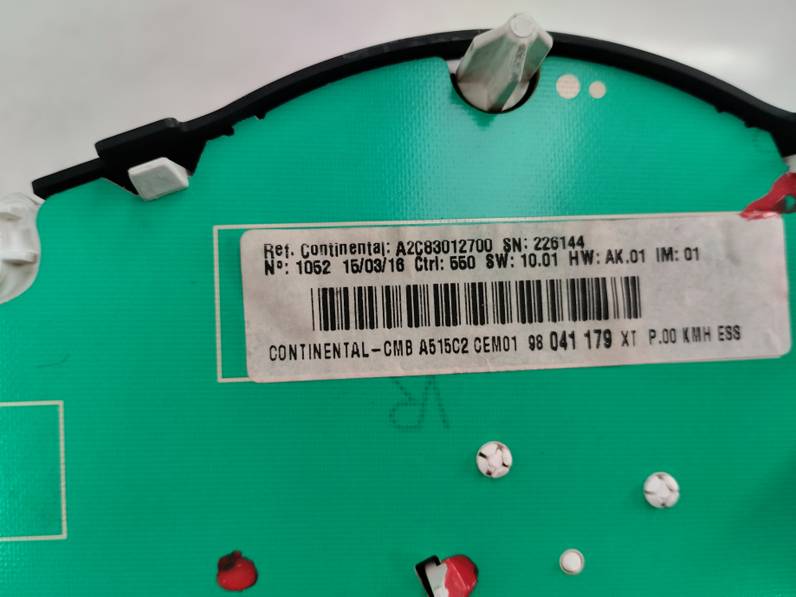 Ref. Continental: A2C83012700 SN: 226144
Nº: 1052 15/03/16 Ctrl: 550 SW: 10.01 HW: AK.01 IM: 01
CONTINENTAL-CMB A515C2 CEM01 98 041 179 XT P.00 KMH ESS
VR